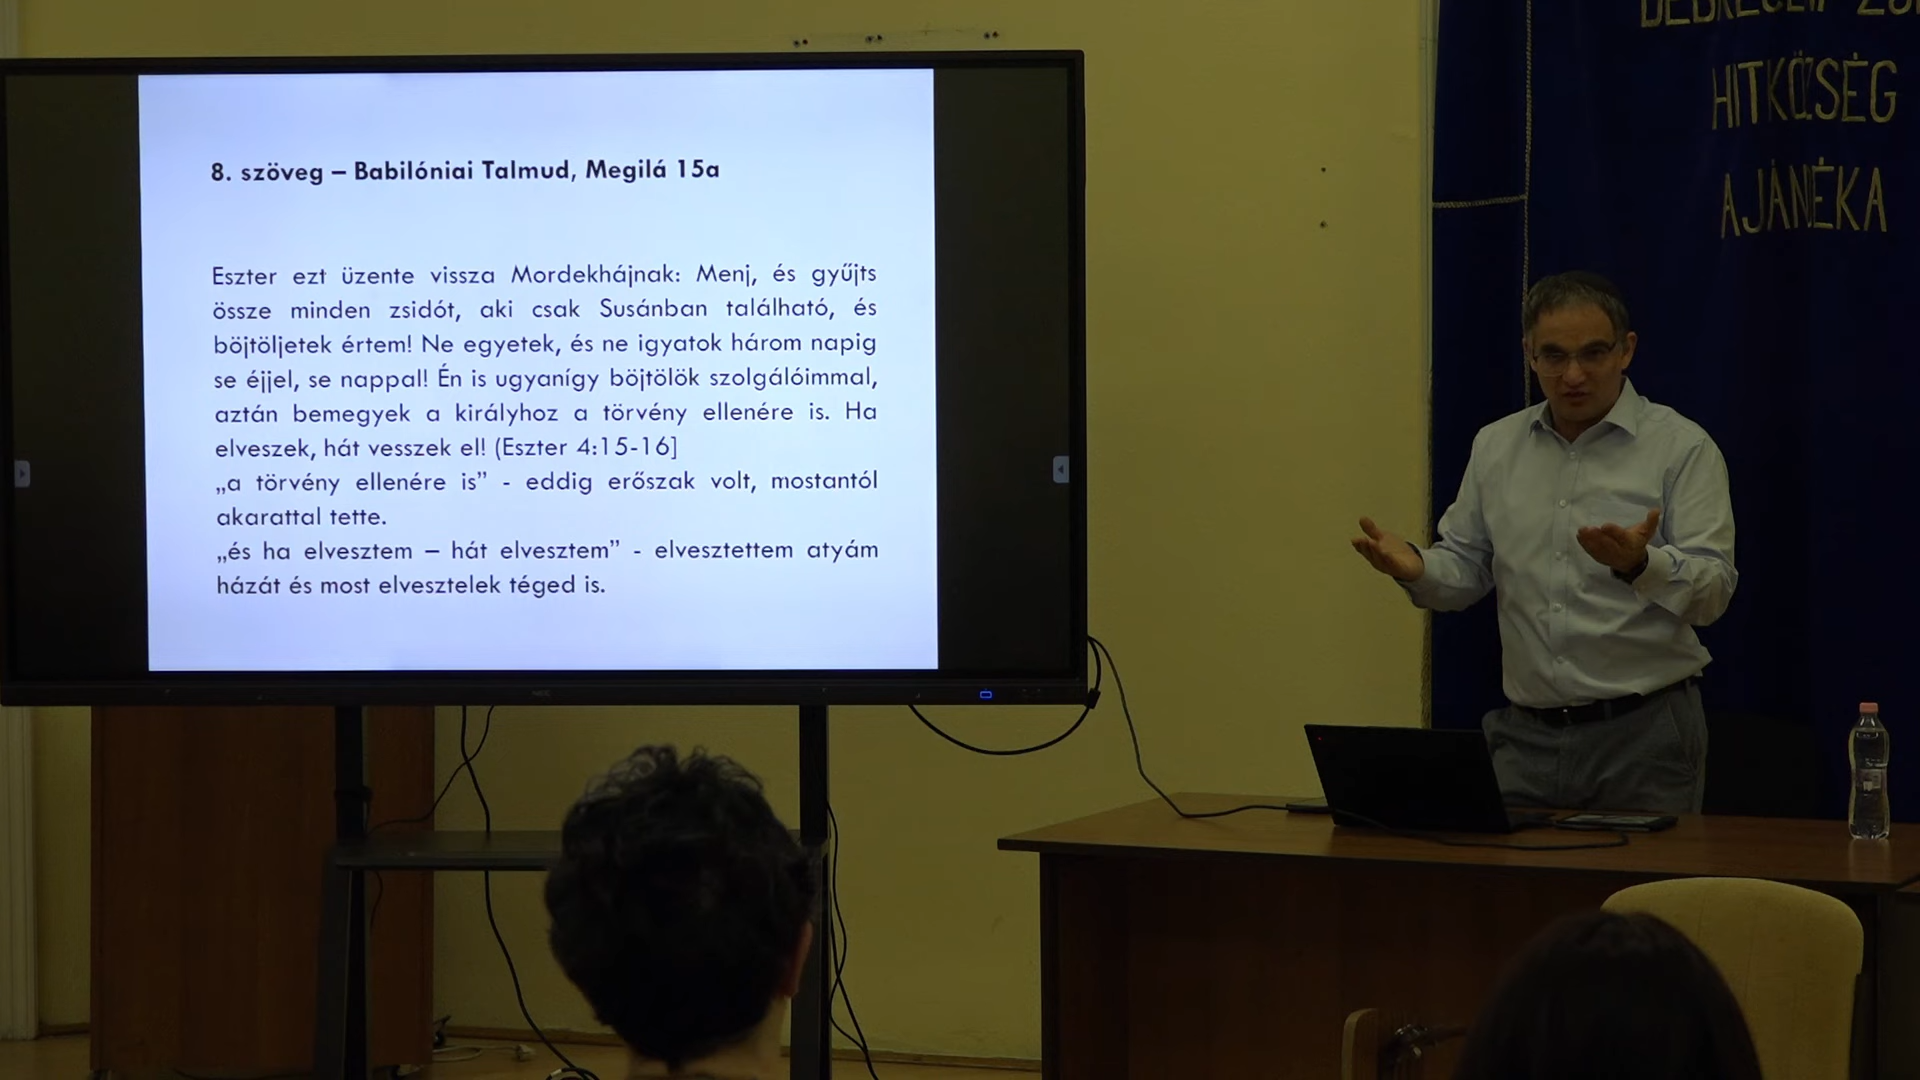 8. szöveg – Babilóniai Talmud, Megilá 15a
Eszter ezt üzente vissza Mordekhájnak: Menj, és gyűjts
össze minden zsidót, aki csak Susánban található, és
böjtöljetek értem! Ne egyetek, és ne igyatok három napig
se éjjel, se nappal! Én is ugyanígy böjtölök szolgálóimmal,
aztán bemegyek a királyhoz a törvény ellenére is. Ha
elveszek, hát vesszek el! (Eszter 4:15-16]
„a törvény ellenére is” - eddig erőszak volt, mostantól
akarattal tette.
„és ha elvesztem – hát elvesztem” - elvesztettem atyám
házát és most elvesztelek téged is.
NEC
HITKÖZSÉG
AJÁNÉKA